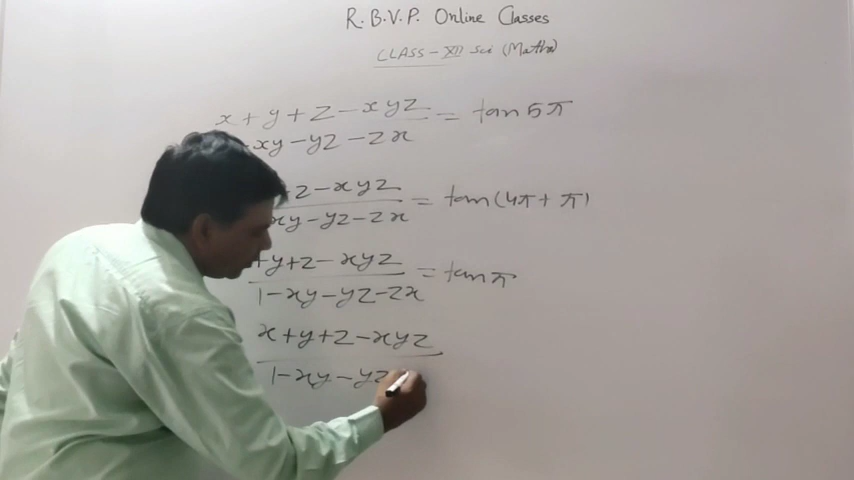 R.B.V.P. Online Classes
CLASS-XII Sci (Maths)
x+y+z-xyz = tan 5π
-xy-yz-zx
+z-xyz = tan(4π+π)
xy-yz-zx
+y+z-xyz = tan π
1-xy-yz-zx
x+y+z-xyz
1-xy-yz